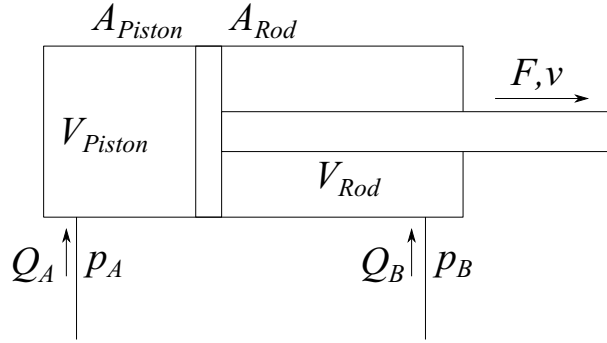 A_Piston A_Rod
F,v
V_Piston
V_Rod
Q_A p_A Q_B p_B